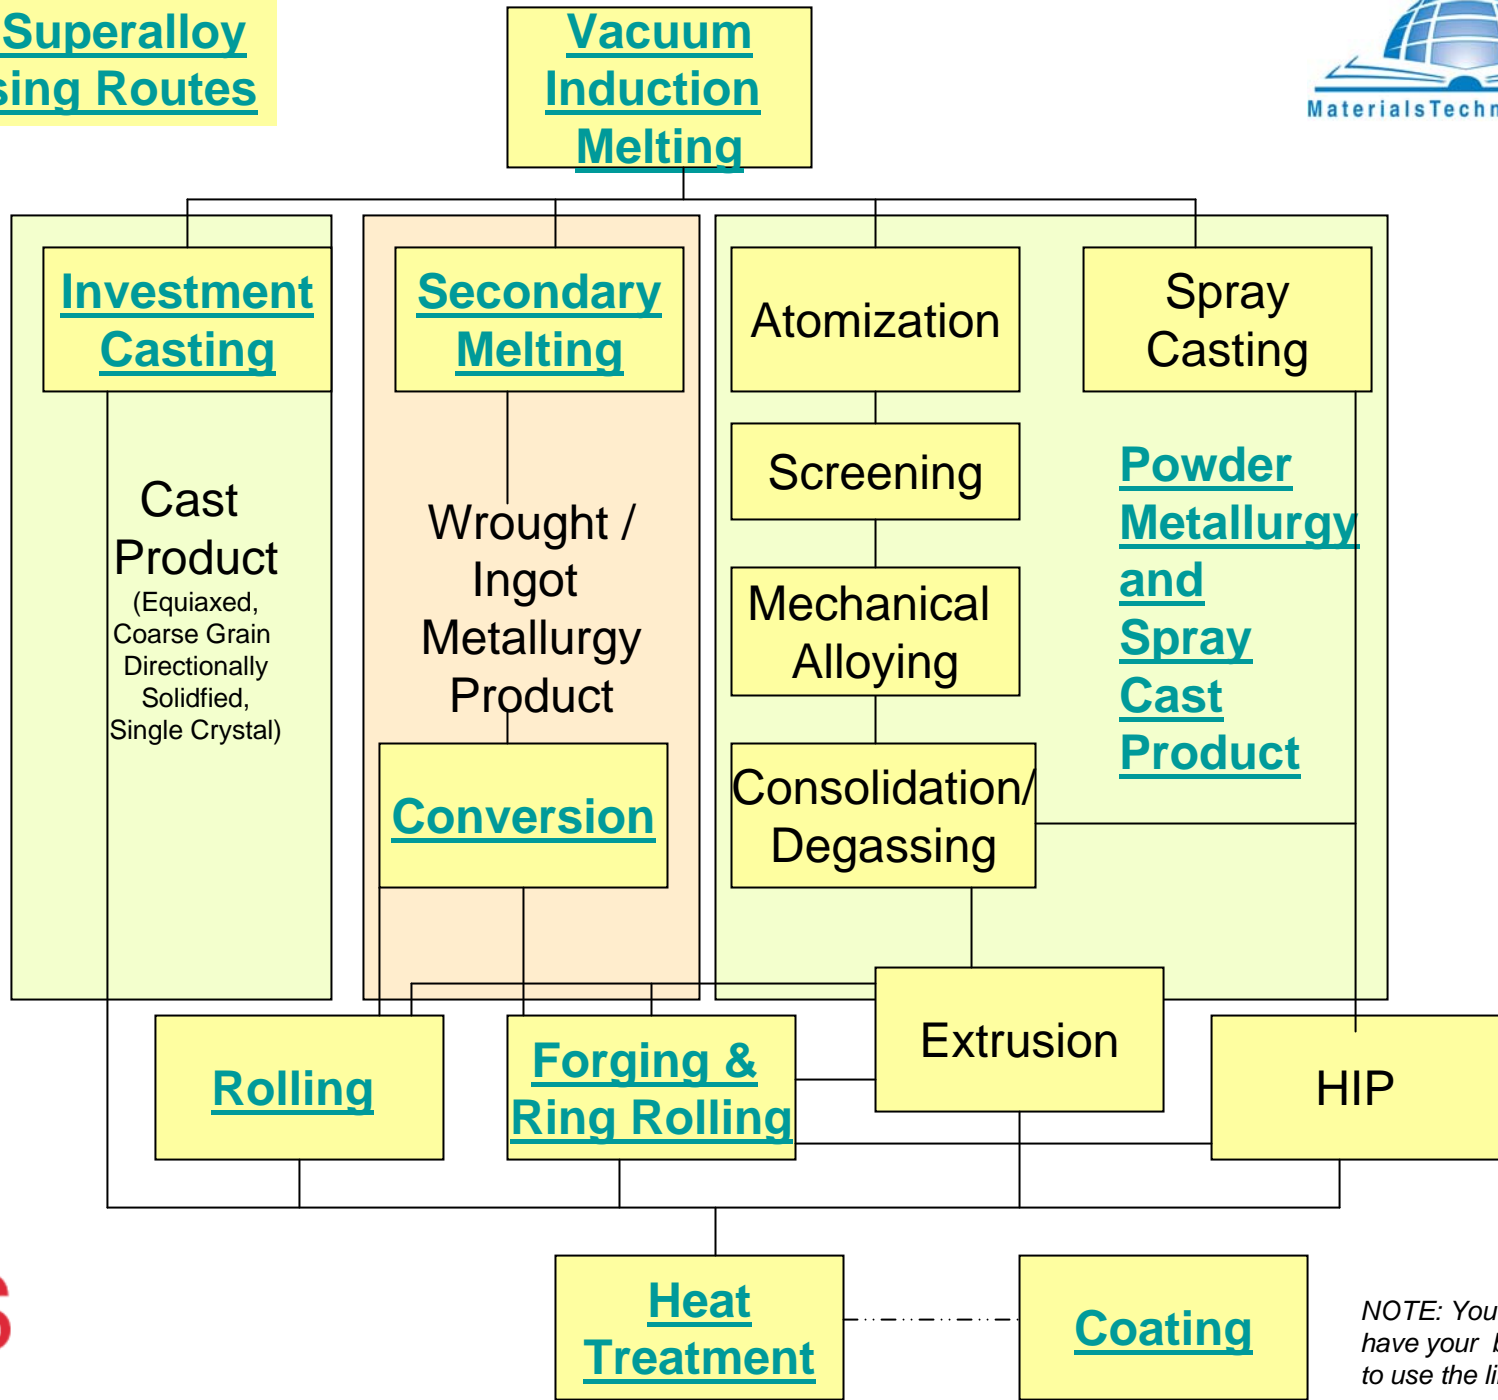 Superalloy
sing Routes
Vacuum
Induction
Melting
MaterialsTechn
Investment
Casting
Secondary
Melting
Atomization
Spray
Casting
Cast
Product
(Equiaxed,
Coarse Grain
Directionally
Solidfied,
Single Crystal)
Wrought /
Ingot
Metallurgy
Product
Screening
Mechanical
Alloying
Powder
Metallurgy
and
Spray
Cast
Product
Conversion
Consolidation/
Degassing
Rolling
Forging &
Ring Rolling
Extrusion
HIP
Heat
Treatment
Coating
NOTE: You
have your b
to use the li